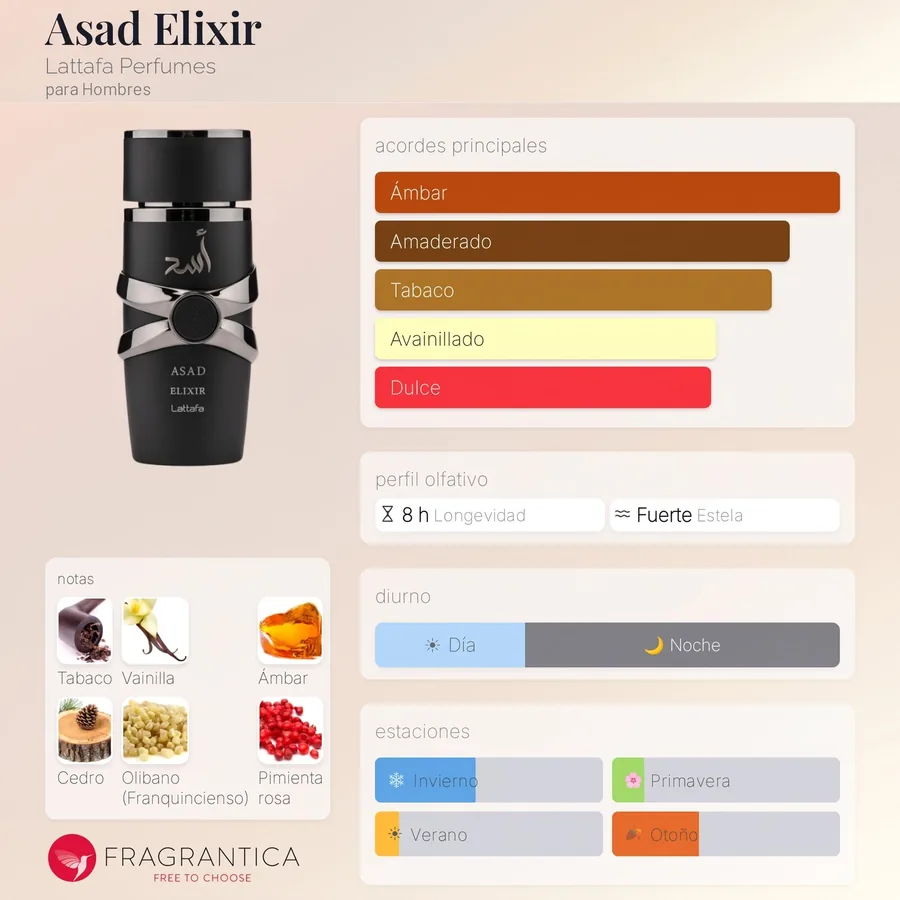 Asad Elixir
Lattafa Perfumes
para Hombres
أسد
ASAD
ELIXIR
Lattafa
acordes principales
Ámbar
Amaderado
Tabaco
Avainillado
Dulce
perfil olfativo
8 h Longevidad
Fuerte Estela
diurno
Día
Noche
estaciones
Invierno
Primavera
Verano
Otoño
notas
Tabaco
Vainilla
Ámbar
Cedro
Olibano
(Franquincienso)
Pimienta
rosa
FRAGRANTICA
FREE TO CHOOSE